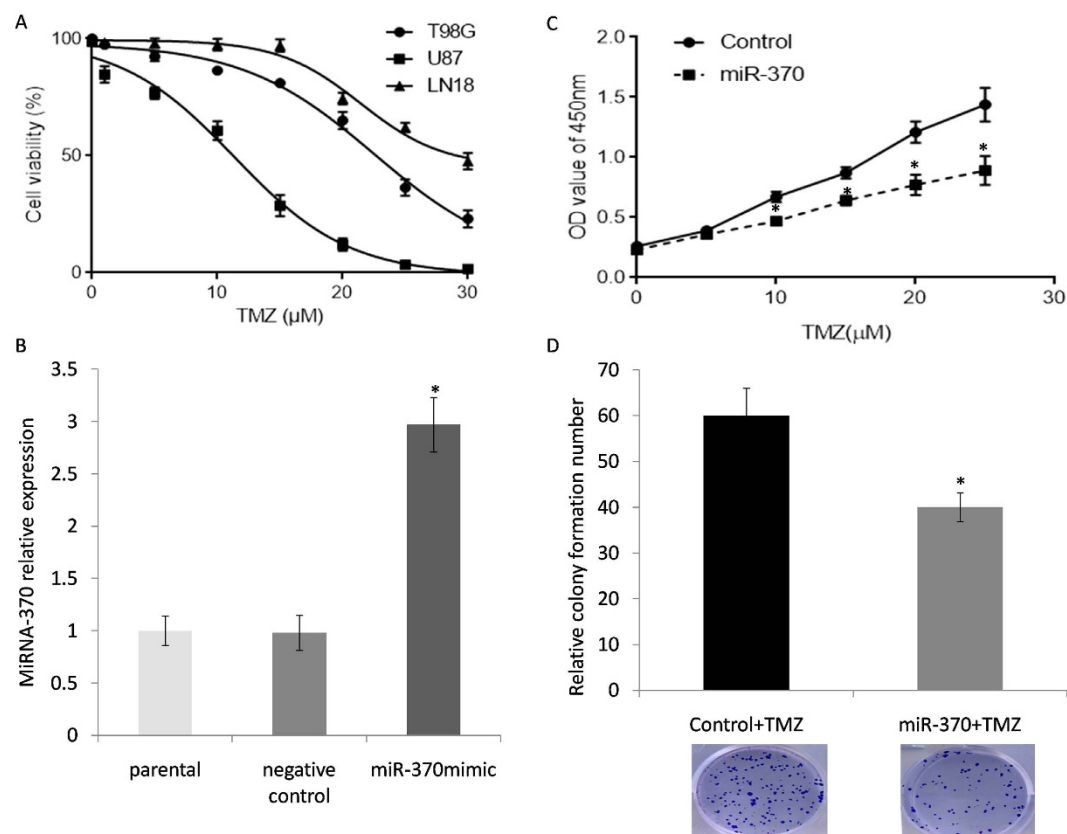 A
T98G
U87
LN18
100
50
0
Cell viability (%)
0 10 20 30
TMZ (μM)
C
Control
miR-370
2.0
1.5
1.0
0.5
0.0
OD value of 450nm
* * * *
0 10 20 30
TMZ(μM)
B
3.5
3
2.5
2
1.5
1
0.5
0
MiRNA-370 relative expression
*
parental negative control miR-370mimic
D
70
60
50
40
30
20
10
0
Relative colony formation number
*
Control+TMZ miR-370+TMZ